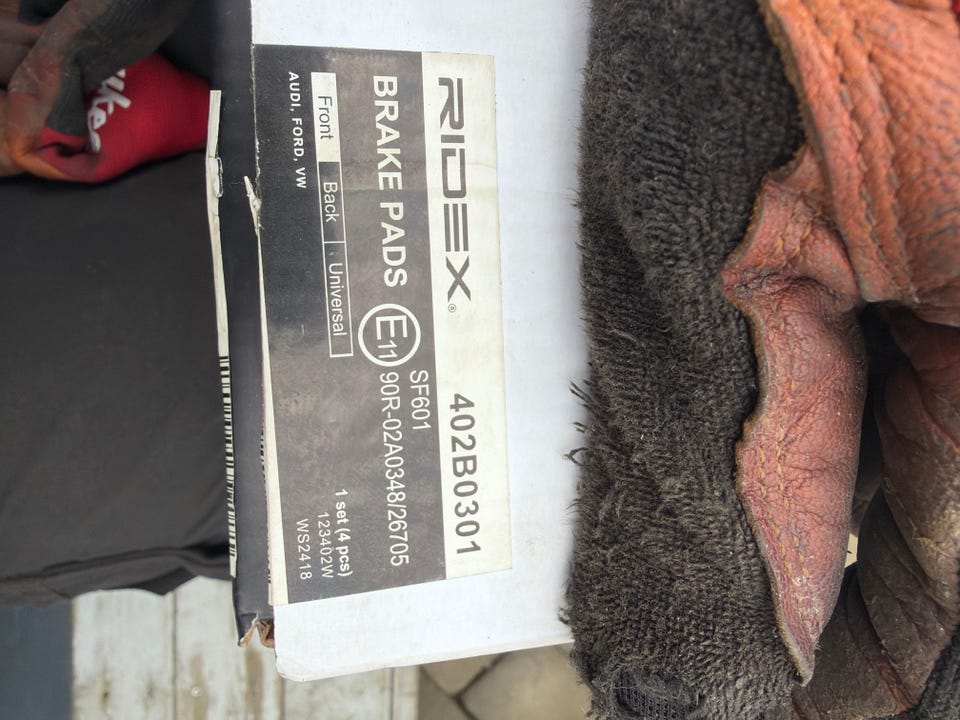 RIDEX®
402B0301
BRAKE PADS
E11
SF601
90R-02A0348/26705
Front
Back
Universal
AUDI, FORD, VW
1 set (4 pcs)
123402W
WS2418